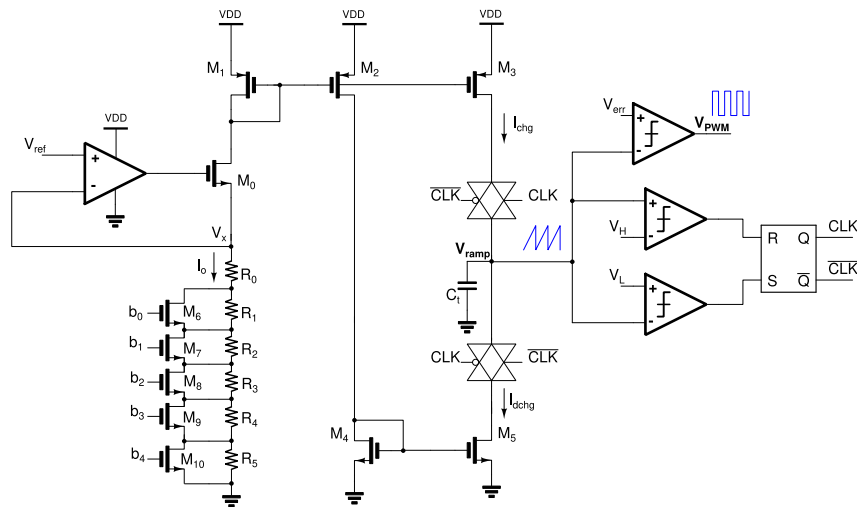 VDD
VDD
VDD
M1
M2
M3
Verr
+
-
VPWM
VDD
Vref
+
-
M0
Ichg
CLK
CLK
VH
+
-
R
Q
CLK
S
Q
CLK
Vx
Io
R0
Vramp
Ct
VL
+
-
b0
M6
R1
b1
M7
R2
b2
M8
R3
CLK
CLK
b3
M9
R4
Idchg
b4
M10
R5
M4
M5